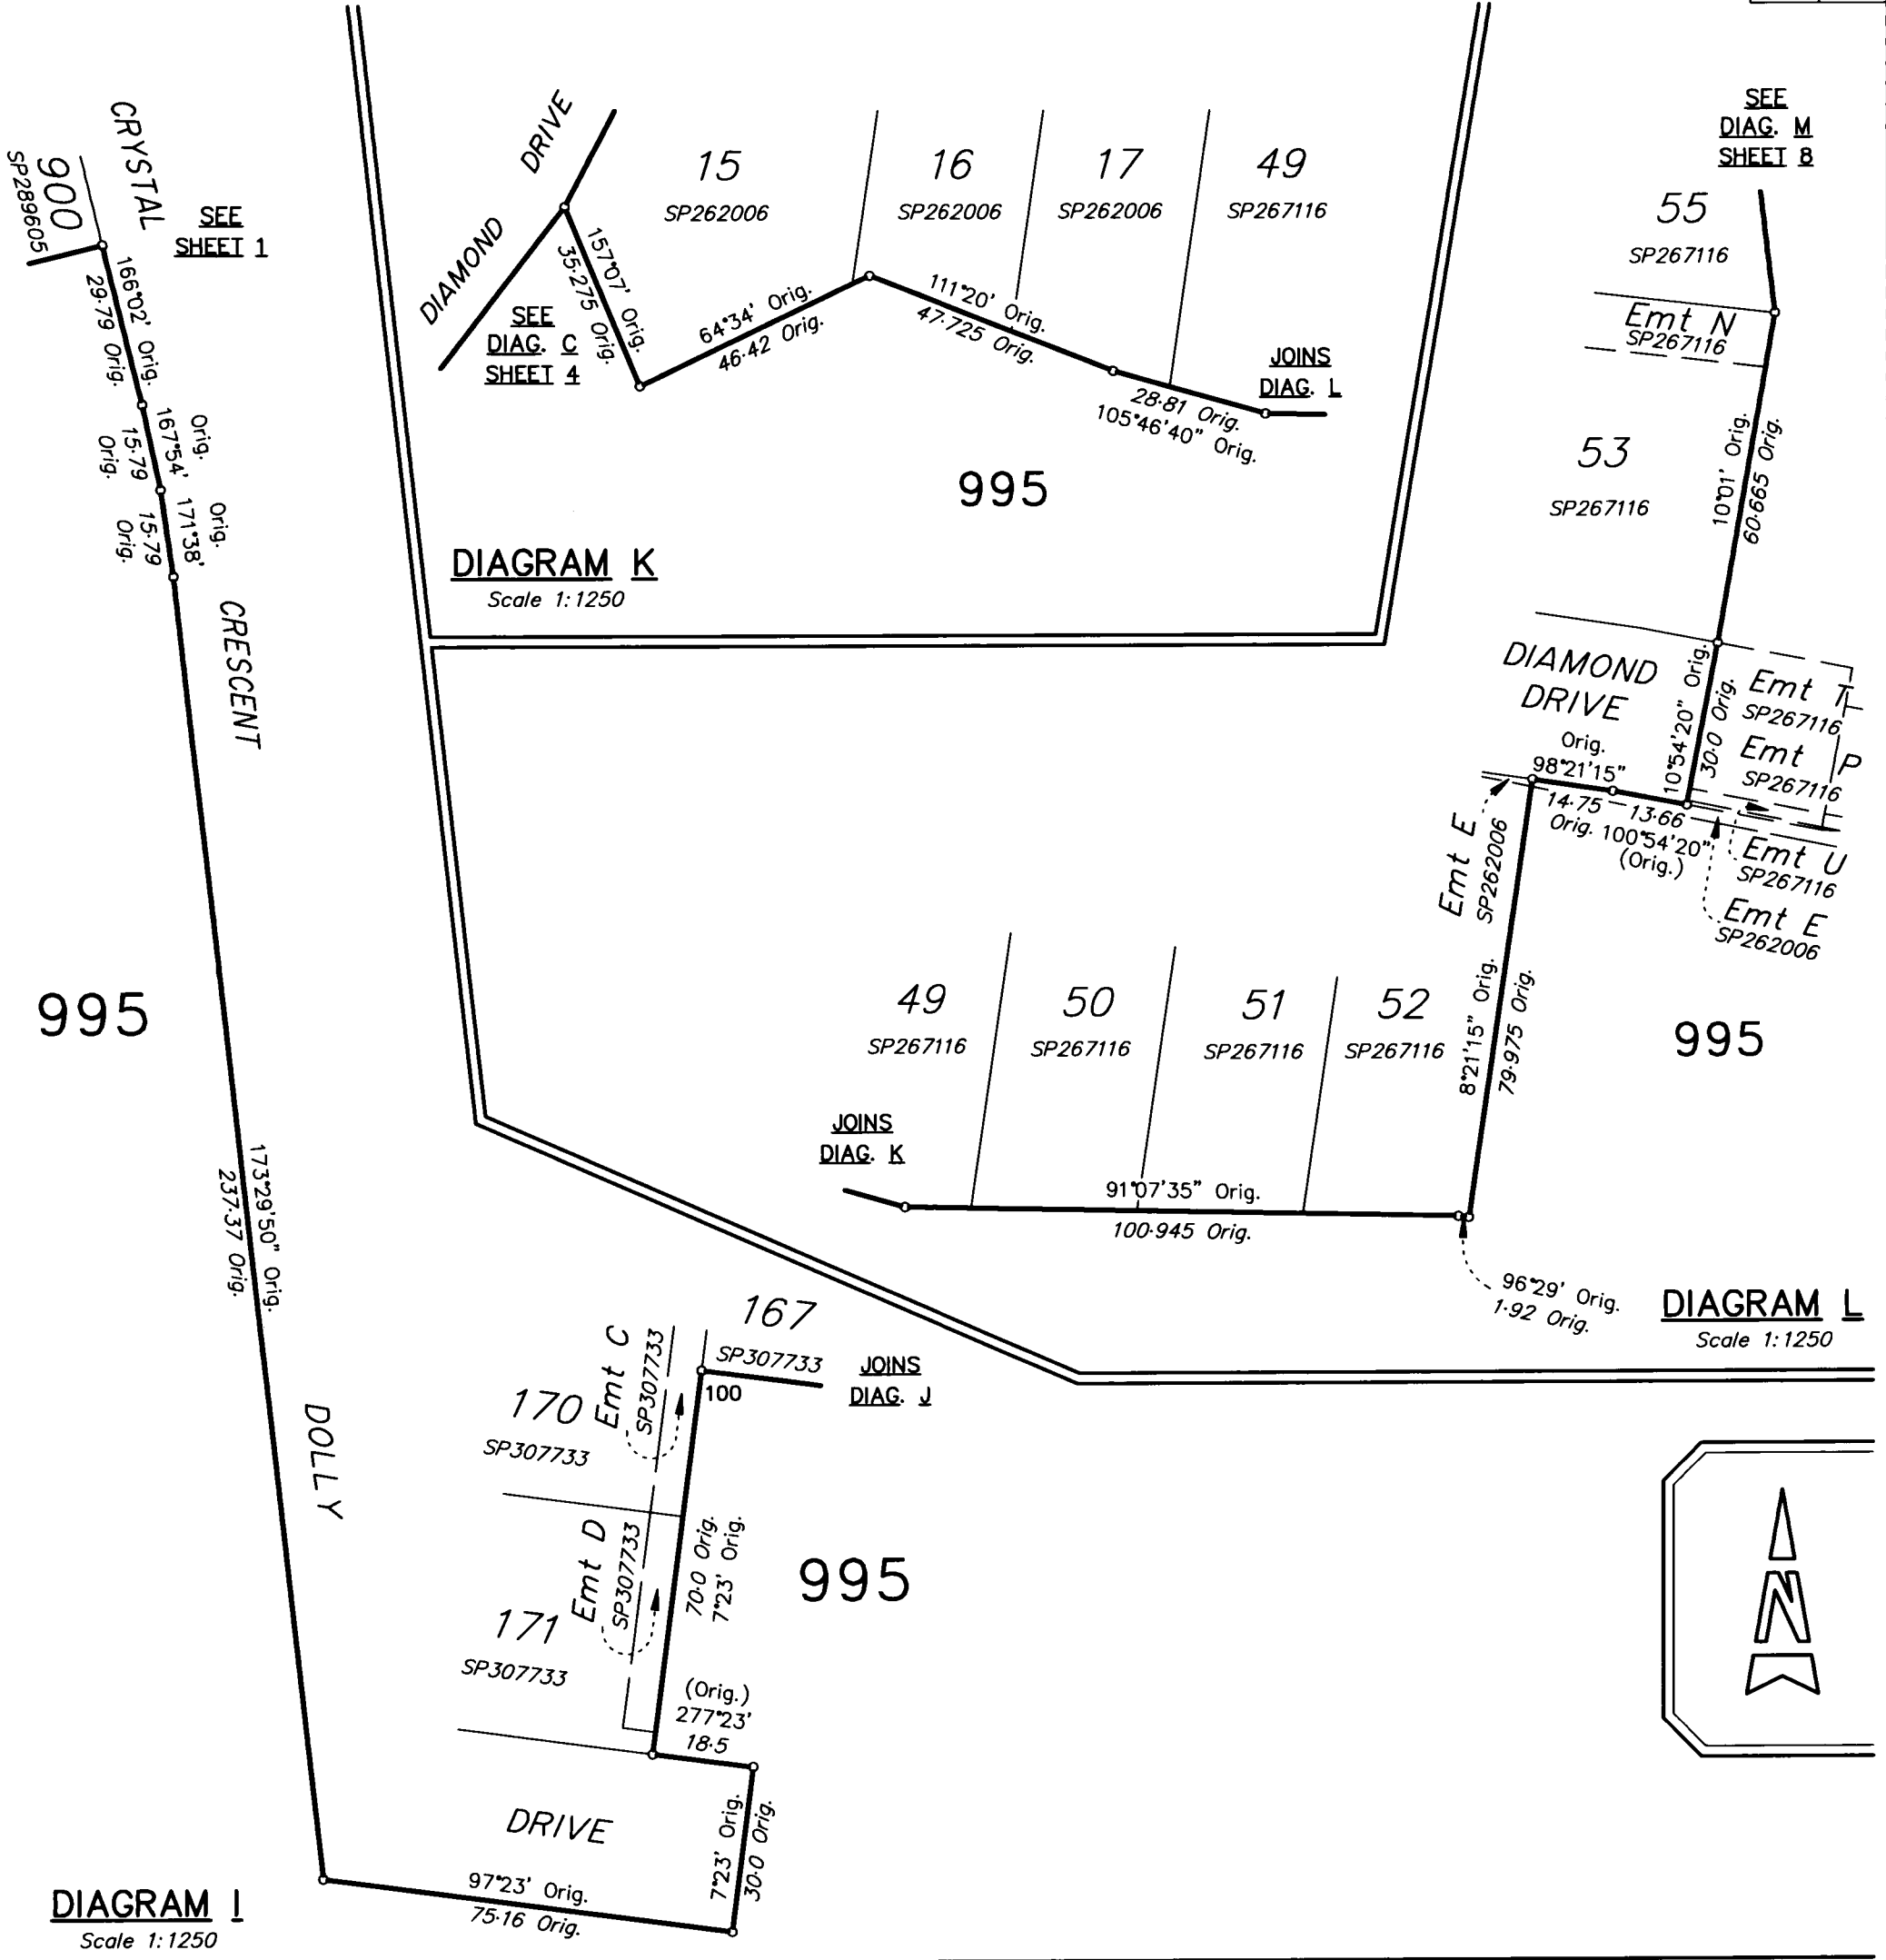 CRYSTAL
900
SP289605
SEE
SHEET 1
166°02' Orig.
29·79 Orig.
Orig.
167°54'
15·79
Orig.
Orig.
171°38'
15·79
Orig.
CRESCENT
995
173°29'50" Orig.
237·37 Orig.
DOLLY
DRIVE
97°23' Orig.
75·16 Orig.
7°23' Orig.
30·0 Orig.
(Orig.)
277°23'
18·5
70·0 Orig.
7°23' Orig.
170
SP307733
171
SP307733
Emt C
SP307733
Emt D
SP307733
167
SP307733
100
JOINS
DIAG. J
995
DIAGRAM I
Scale 1:1250
DIAMOND
DRIVE
SEE
DIAG. C
SHEET 4
157°07' Orig.
35·275 Orig.
15
SP262006
16
SP262006
17
SP262006
49
SP267116
64°34' Orig.
46·42 Orig.
111°20' Orig.
47·725 Orig.
28·81 Orig.
105°46'40" Orig.
JOINS
DIAG. L
995
DIAGRAM K
Scale 1:1250
SEE
DIAG. M
SHEET 8
55
SP267116
Emt N
SP267116
53
SP267116
10°01' Orig.
60·665 Orig.
DIAMOND
DRIVE
Orig.
98°21'15"
14·75
Orig.
13·66
100°54'20"
(Orig.)
10°54'20" Orig.
30·0 Orig.
Emt T
SP267116
Emt P
SP267116
Emt U
SP267116
Emt E
SP262006
Emt E
SP262006
8°21'15" Orig.
79·975 Orig.
995
49
SP267116
50
SP267116
51
SP267116
52
SP267116
JOINS
DIAG. K
91°07'35" Orig.
100·945 Orig.
96°29' Orig.
1·92 Orig.
DIAGRAM L
Scale 1:1250
N